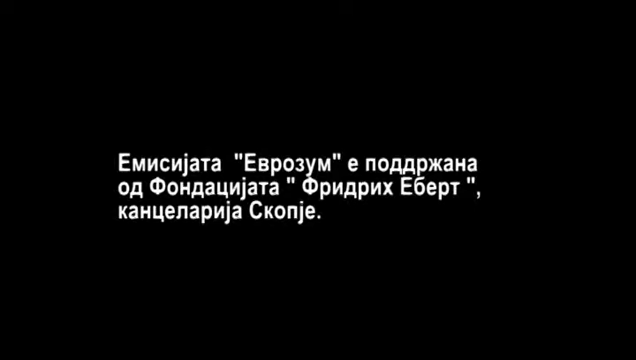 Емисијата "Еврозум" е поддржана
од Фондацијата " Фридрих Еберт ",
канцеларија Скопје.